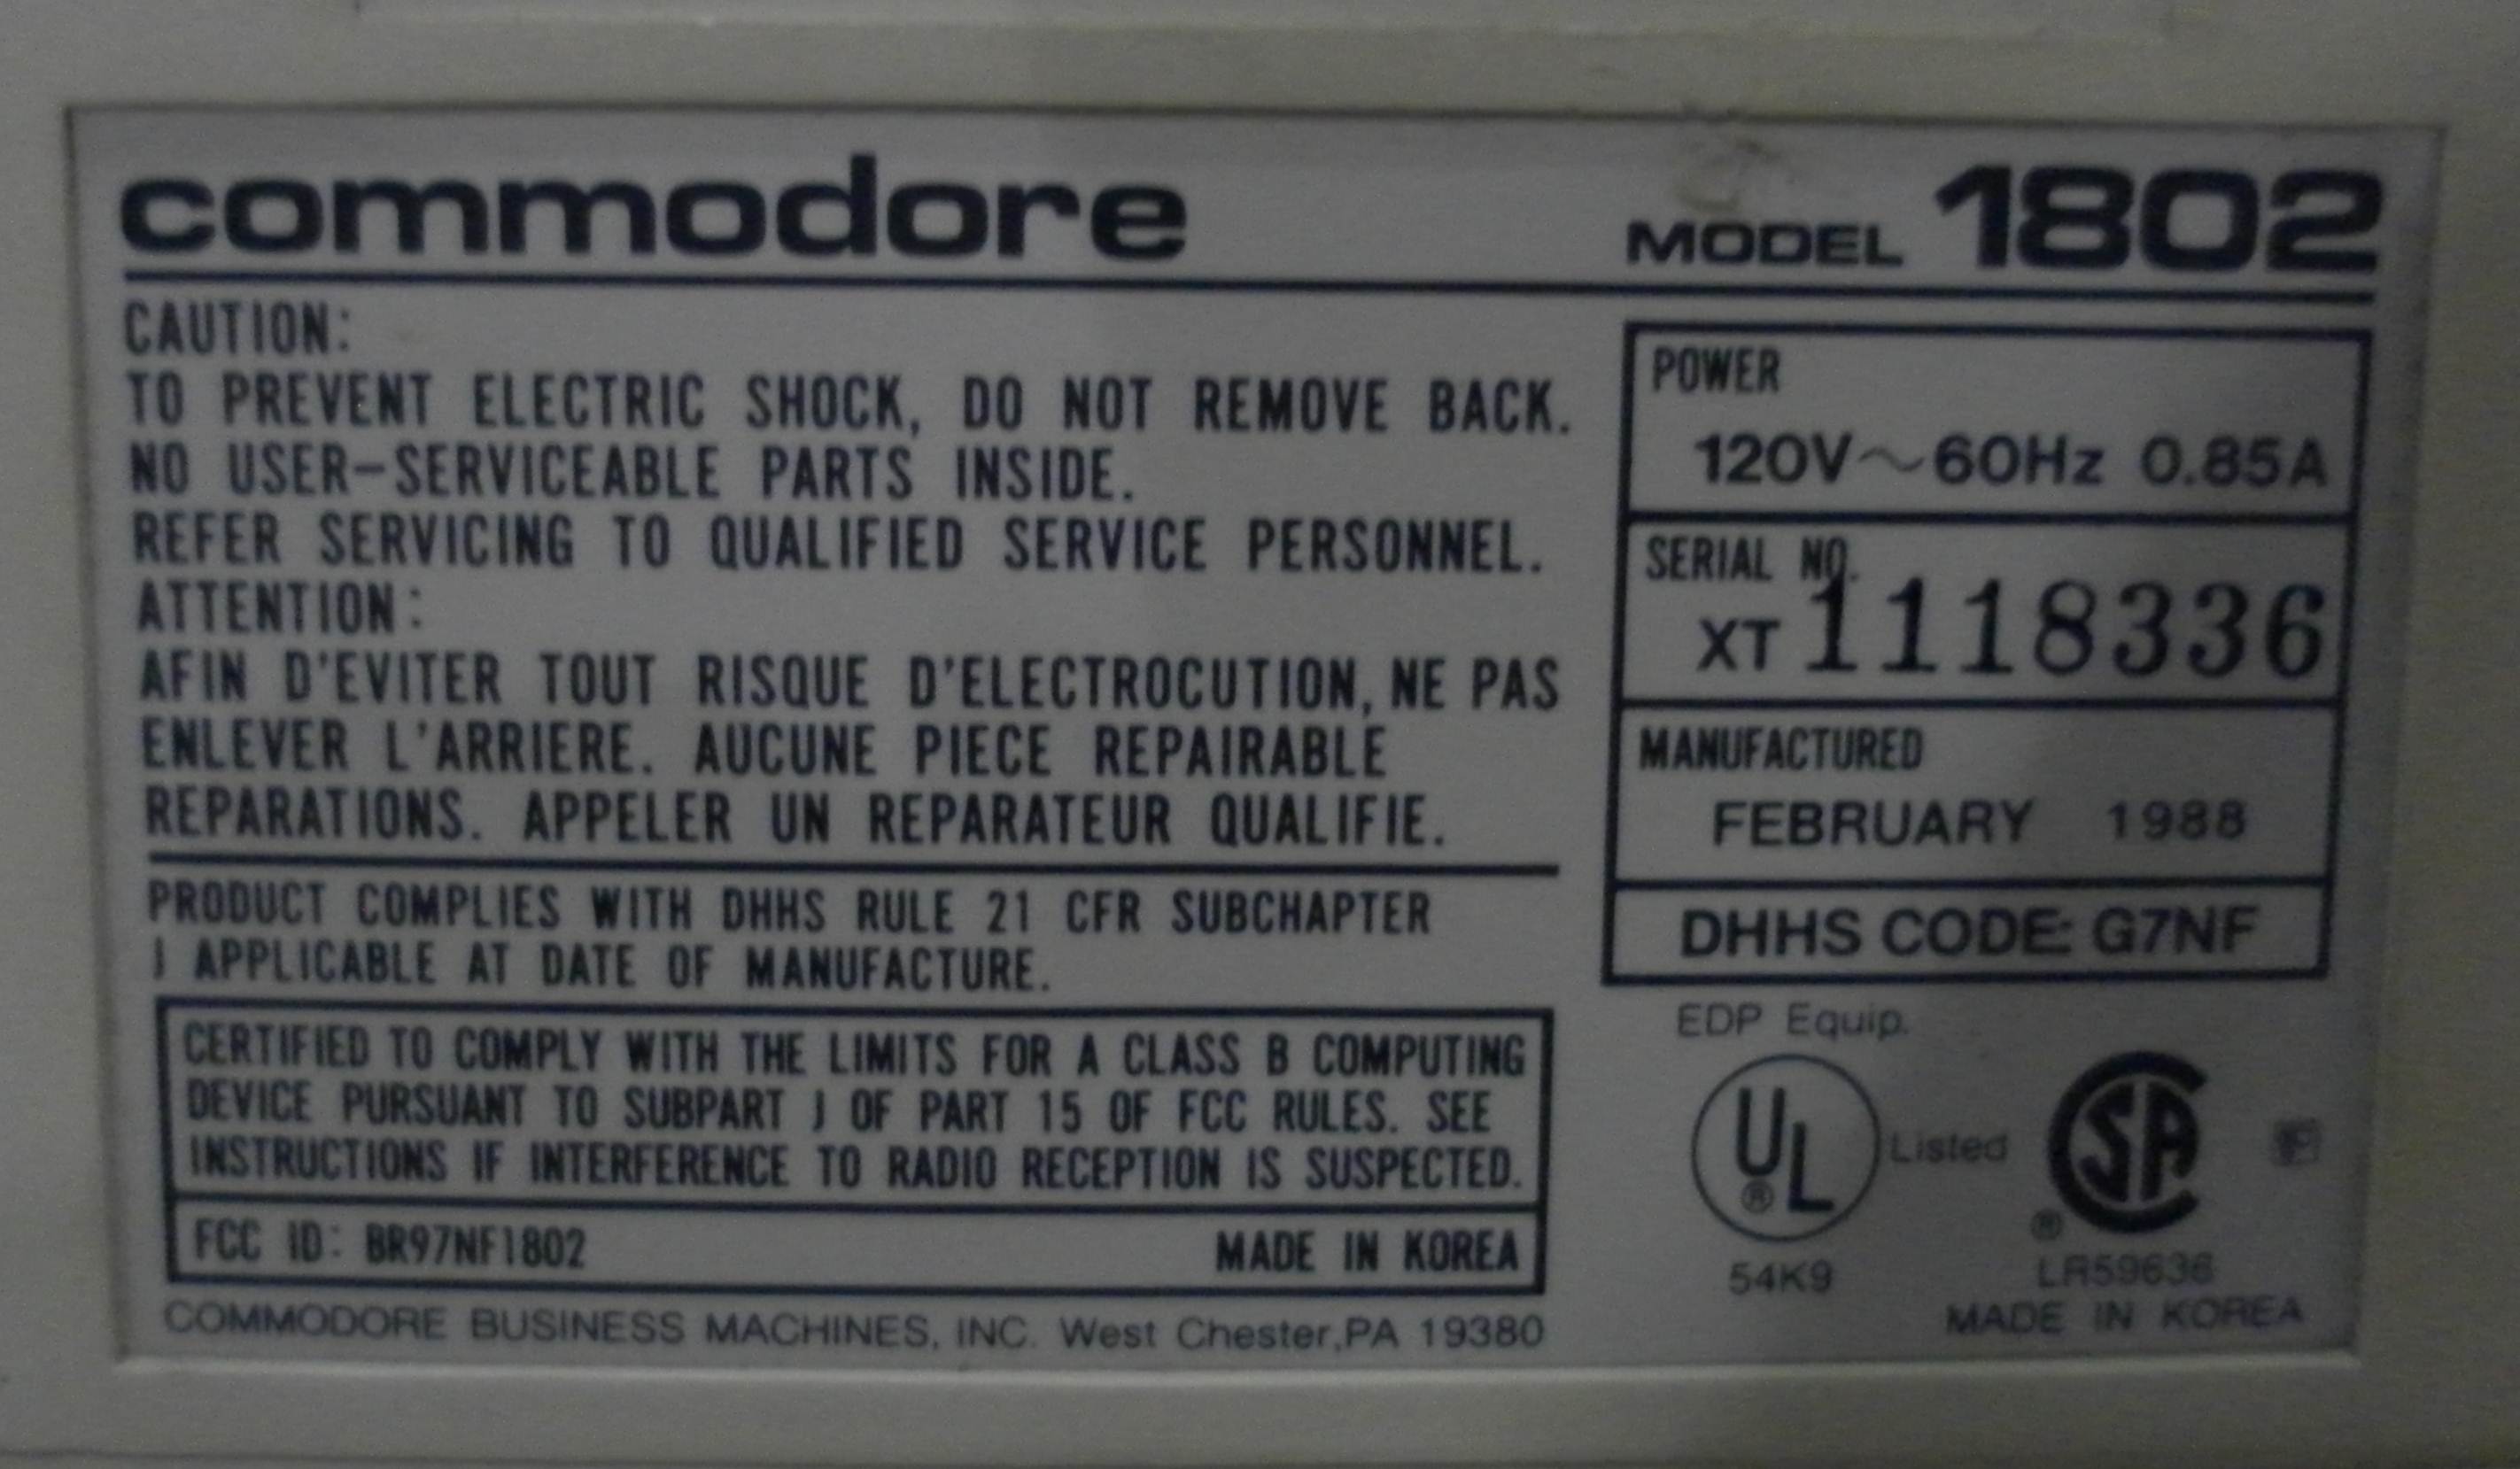 commodore MODEL 1802
CAUTION:
TO PREVENT ELECTRIC SHOCK, DO NOT REMOVE BACK.
NO USER-SERVICEABLE PARTS INSIDE.
REFER SERVICING TO QUALIFIED SERVICE PERSONNEL.
ATTENTION:
AFIN D'EVITER TOUT RISQUE D'ELECTROCUTION, NE PAS
ENLEVER L'ARRIERE. AUCUNE PIECE REPAIRABLE
REPARATIONS. APPELER UN REPARATEUR QUALIFIE.
PRODUCT COMPLIES WITH DHHS RULE 21 CFR SUBCHAPTER
J APPLICABLE AT DATE OF MANUFACTURE.
CERTIFIED TO COMPLY WITH THE LIMITS FOR A CLASS B COMPUTING
DEVICE PURSUANT TO SUBPART J OF PART 15 OF FCC RULES. SEE
INSTRUCTIONS IF INTERFERENCE TO RADIO RECEPTION IS SUSPECTED.
FCC ID: BR97NF1802 MADE IN KOREA
COMMODORE BUSINESS MACHINES, INC. West Chester,PA 19380
POWER
120V~60Hz 0.85A
SERIAL NO.
XT 1118336
MANUFACTURED
FEBRUARY 1988
DHHS CODE: G7NF
EDP Equip.
UL® Listed SA®
54K9
LR59636
MADE IN KOREA